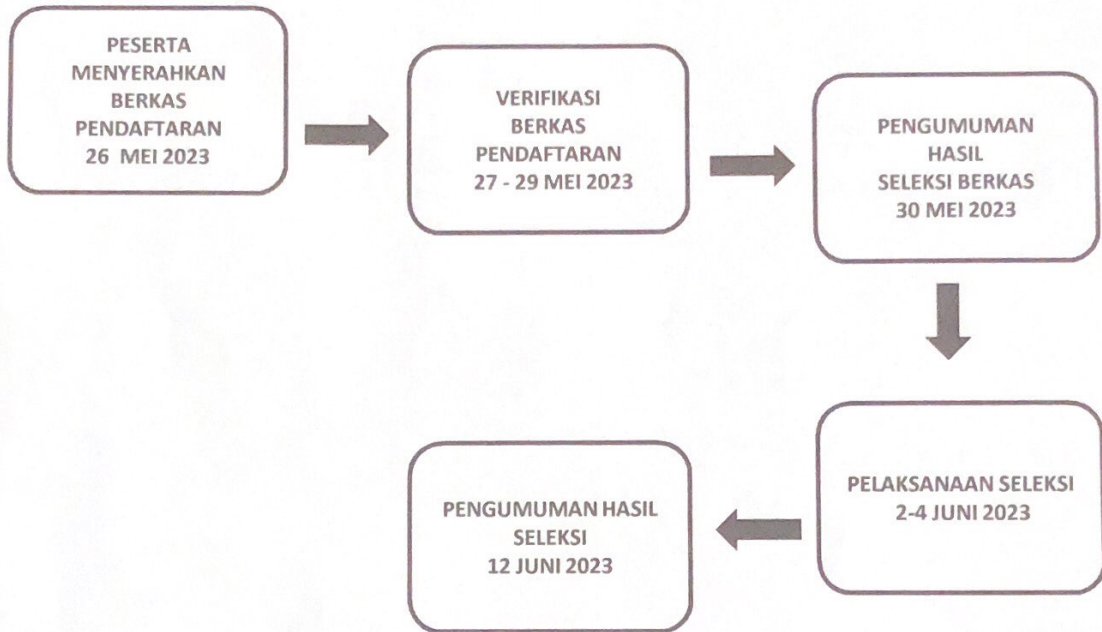 PESERTA
MENYERAHKAN
BERKAS
PENDAFTARAN
26 MEI 2023
VERIFIKASI
BERKAS
PENDAFTARAN
27 - 29 MEI 2023
PENGUMUMAN
HASIL
SELEKSI BERKAS
30 MEI 2023
PELAKSANAAN SELEKSI
2-4 JUNI 2023
PENGUMUMAN HASIL
SELEKSI
12 JUNI 2023